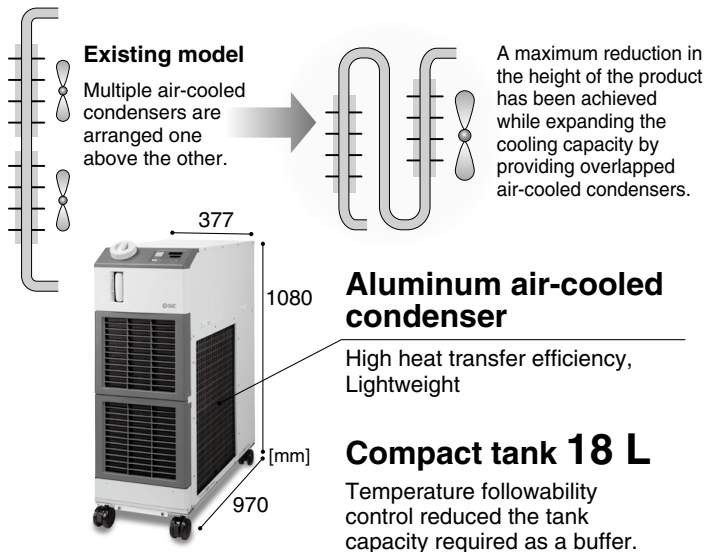 Existing model
Multiple air-cooled
condensers are
arranged one
above the other.
A maximum reduction in
the height of the product
has been achieved
while expanding the
cooling capacity by
providing overlapped
air-cooled condensers.
377
1080
[mm]
970
SMC
Aluminum air-cooled
condenser
High heat transfer efficiency,
Lightweight
Compact tank 18 L
Temperature followability
control reduced the tank
capacity required as a buffer.